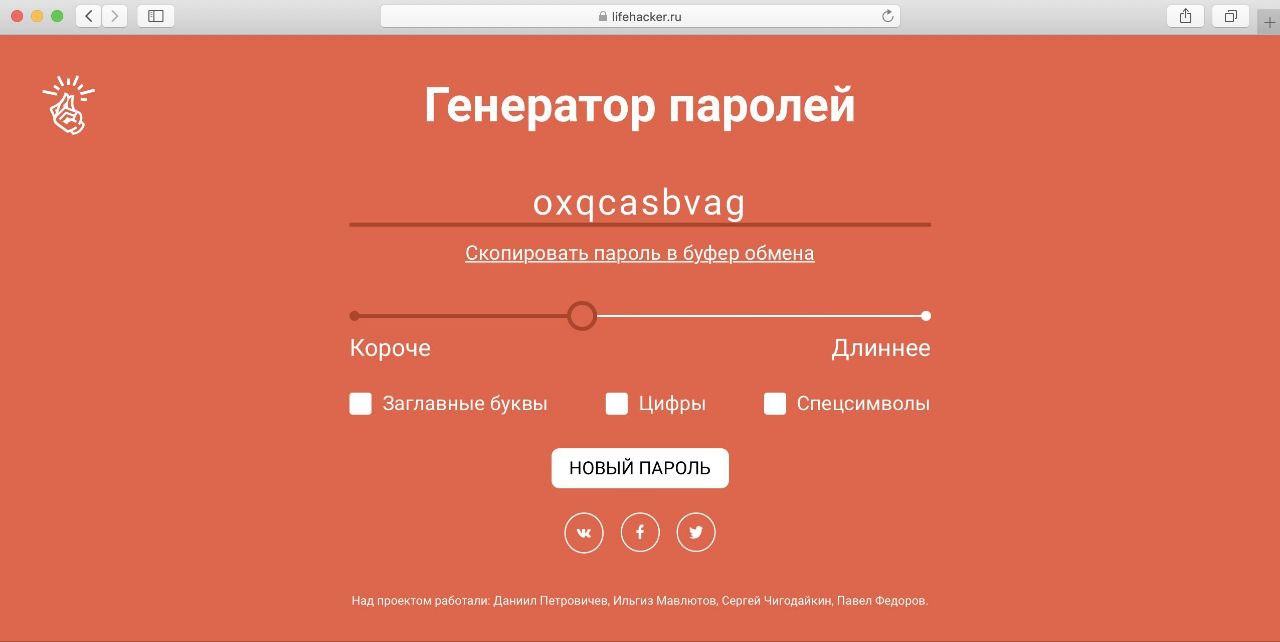 lifehacker.ru
Генератор паролей
oxqcasbvag
Скопировать пароль в буфер обмена
Короче
Длиннее
Заглавные буквы
Цифры
Спецсимволы
НОВЫЙ ПАРОЛЬ
Над проектом работали: Даниил Петровичев, Ильгиз Мавлютов, Сергей Чигодайкин, Павел Федоров.